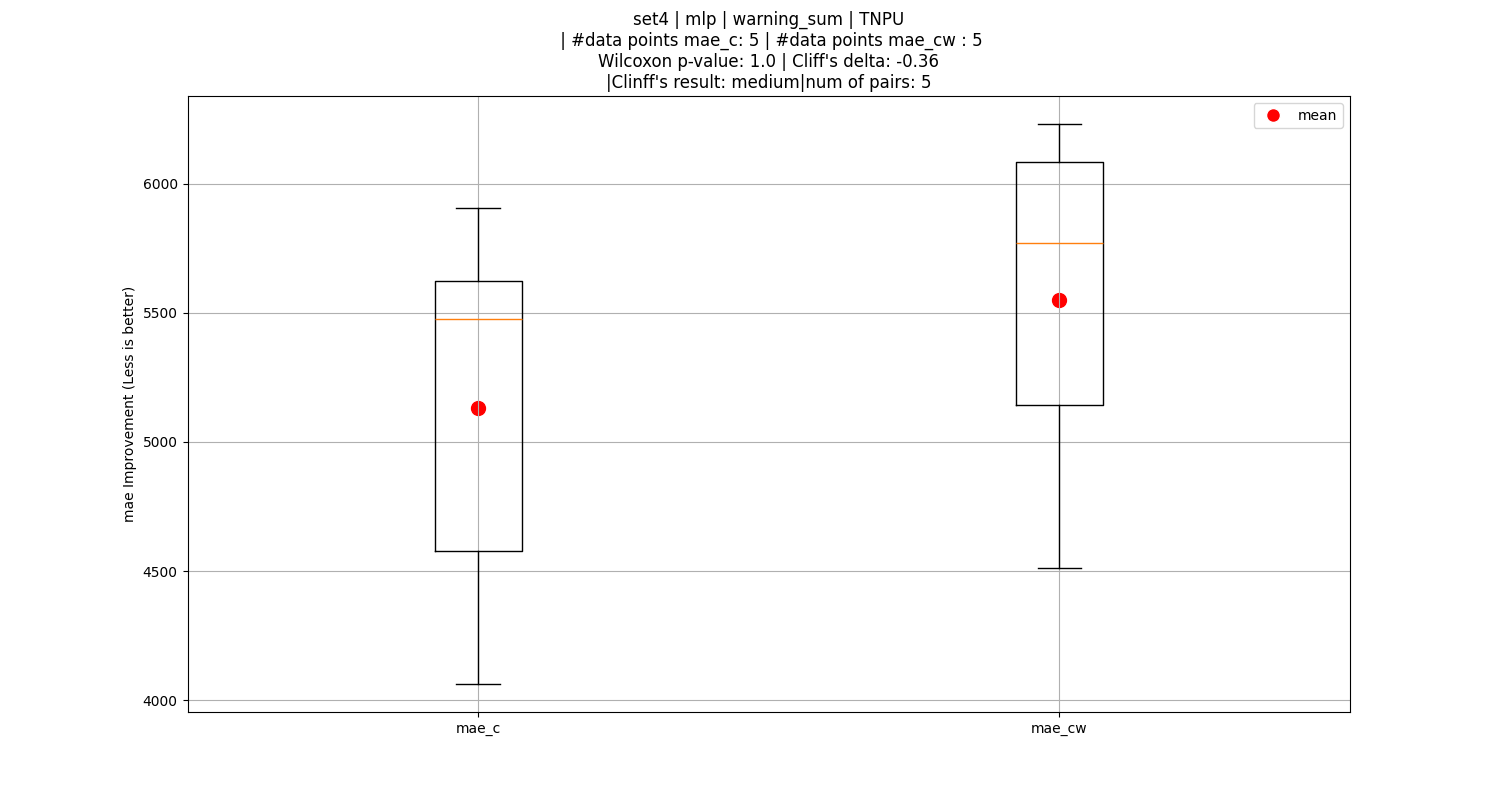 set4 | mlp | warning_sum | TNPU
| #data points mae_c: 5 | #data points mae_cw : 5
Wilcoxon p-value: 1.0 | Cliff's delta: -0.36
|Clinff's result: medium|num of pairs: 5
mean
mae Improvement (Less is better)
6000
5500
5000
4500
4000
mae_c
mae_cw